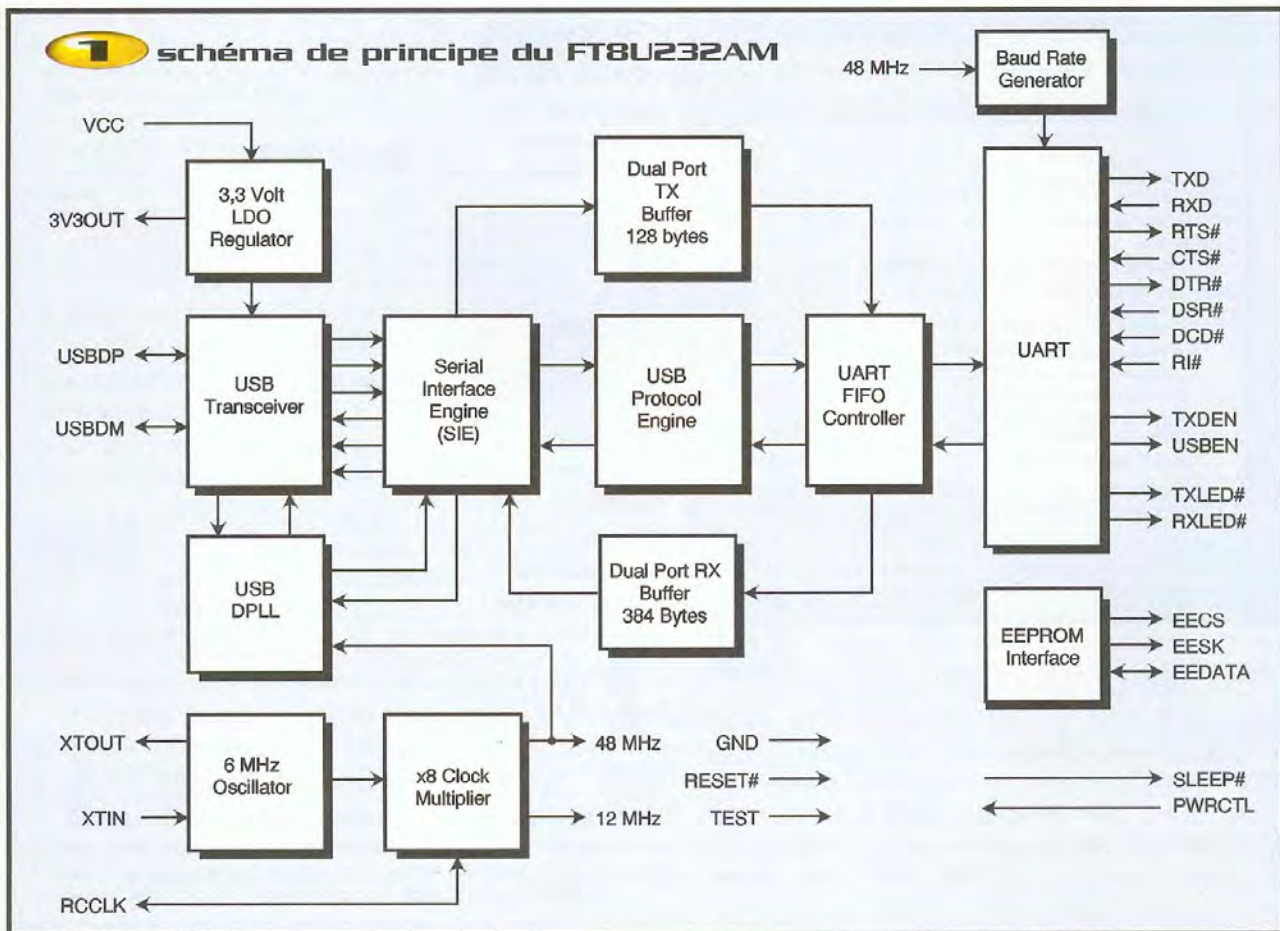 1 schéma de principe du FT8U232AM
48 MHz
Baud Rate
Generator
VCC
3,3 Volt
LDO
Regulator
3V3OUT
Dual Port
TX
Buffer
128 bytes
TXD
RXD
RTS#
CTS#
DTR#
DSR#
DCD#
RI#
TXDEN
USBEN
TXLED#
RXLED#
UART
USBDP
USBDM
USB
Transceiver
Serial
Interface
Engine
(SIE)
USB
Protocol
Engine
UART
FIFO
Controller
USB
DPLL
Dual Port RX
Buffer
384 Bytes
EEPROM
Interface
EECS
EESK
EEDATA
XTOUT
XTIN
6 MHz
Oscillator
x8 Clock
Multiplier
48 MHz
12 MHz
GND
RESET#
TEST
SLEEP#
PWRCTL
RCCLK